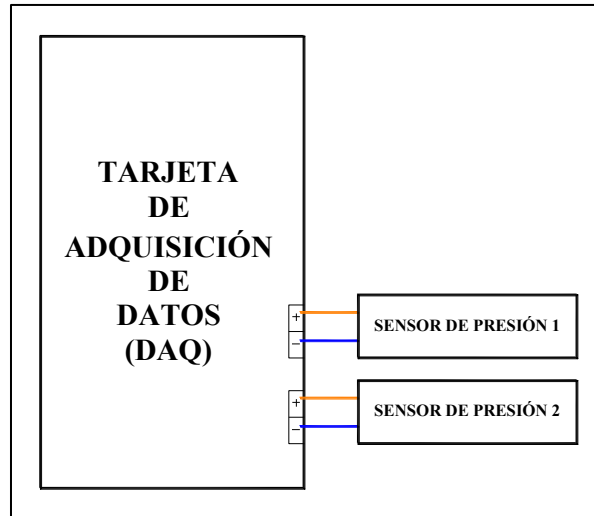 TARJETA
DE
ADQUISICIÓN
DE
DATOS
(DAQ)
+
−
SENSOR DE PRESIÓN 1
+
−
SENSOR DE PRESIÓN 2